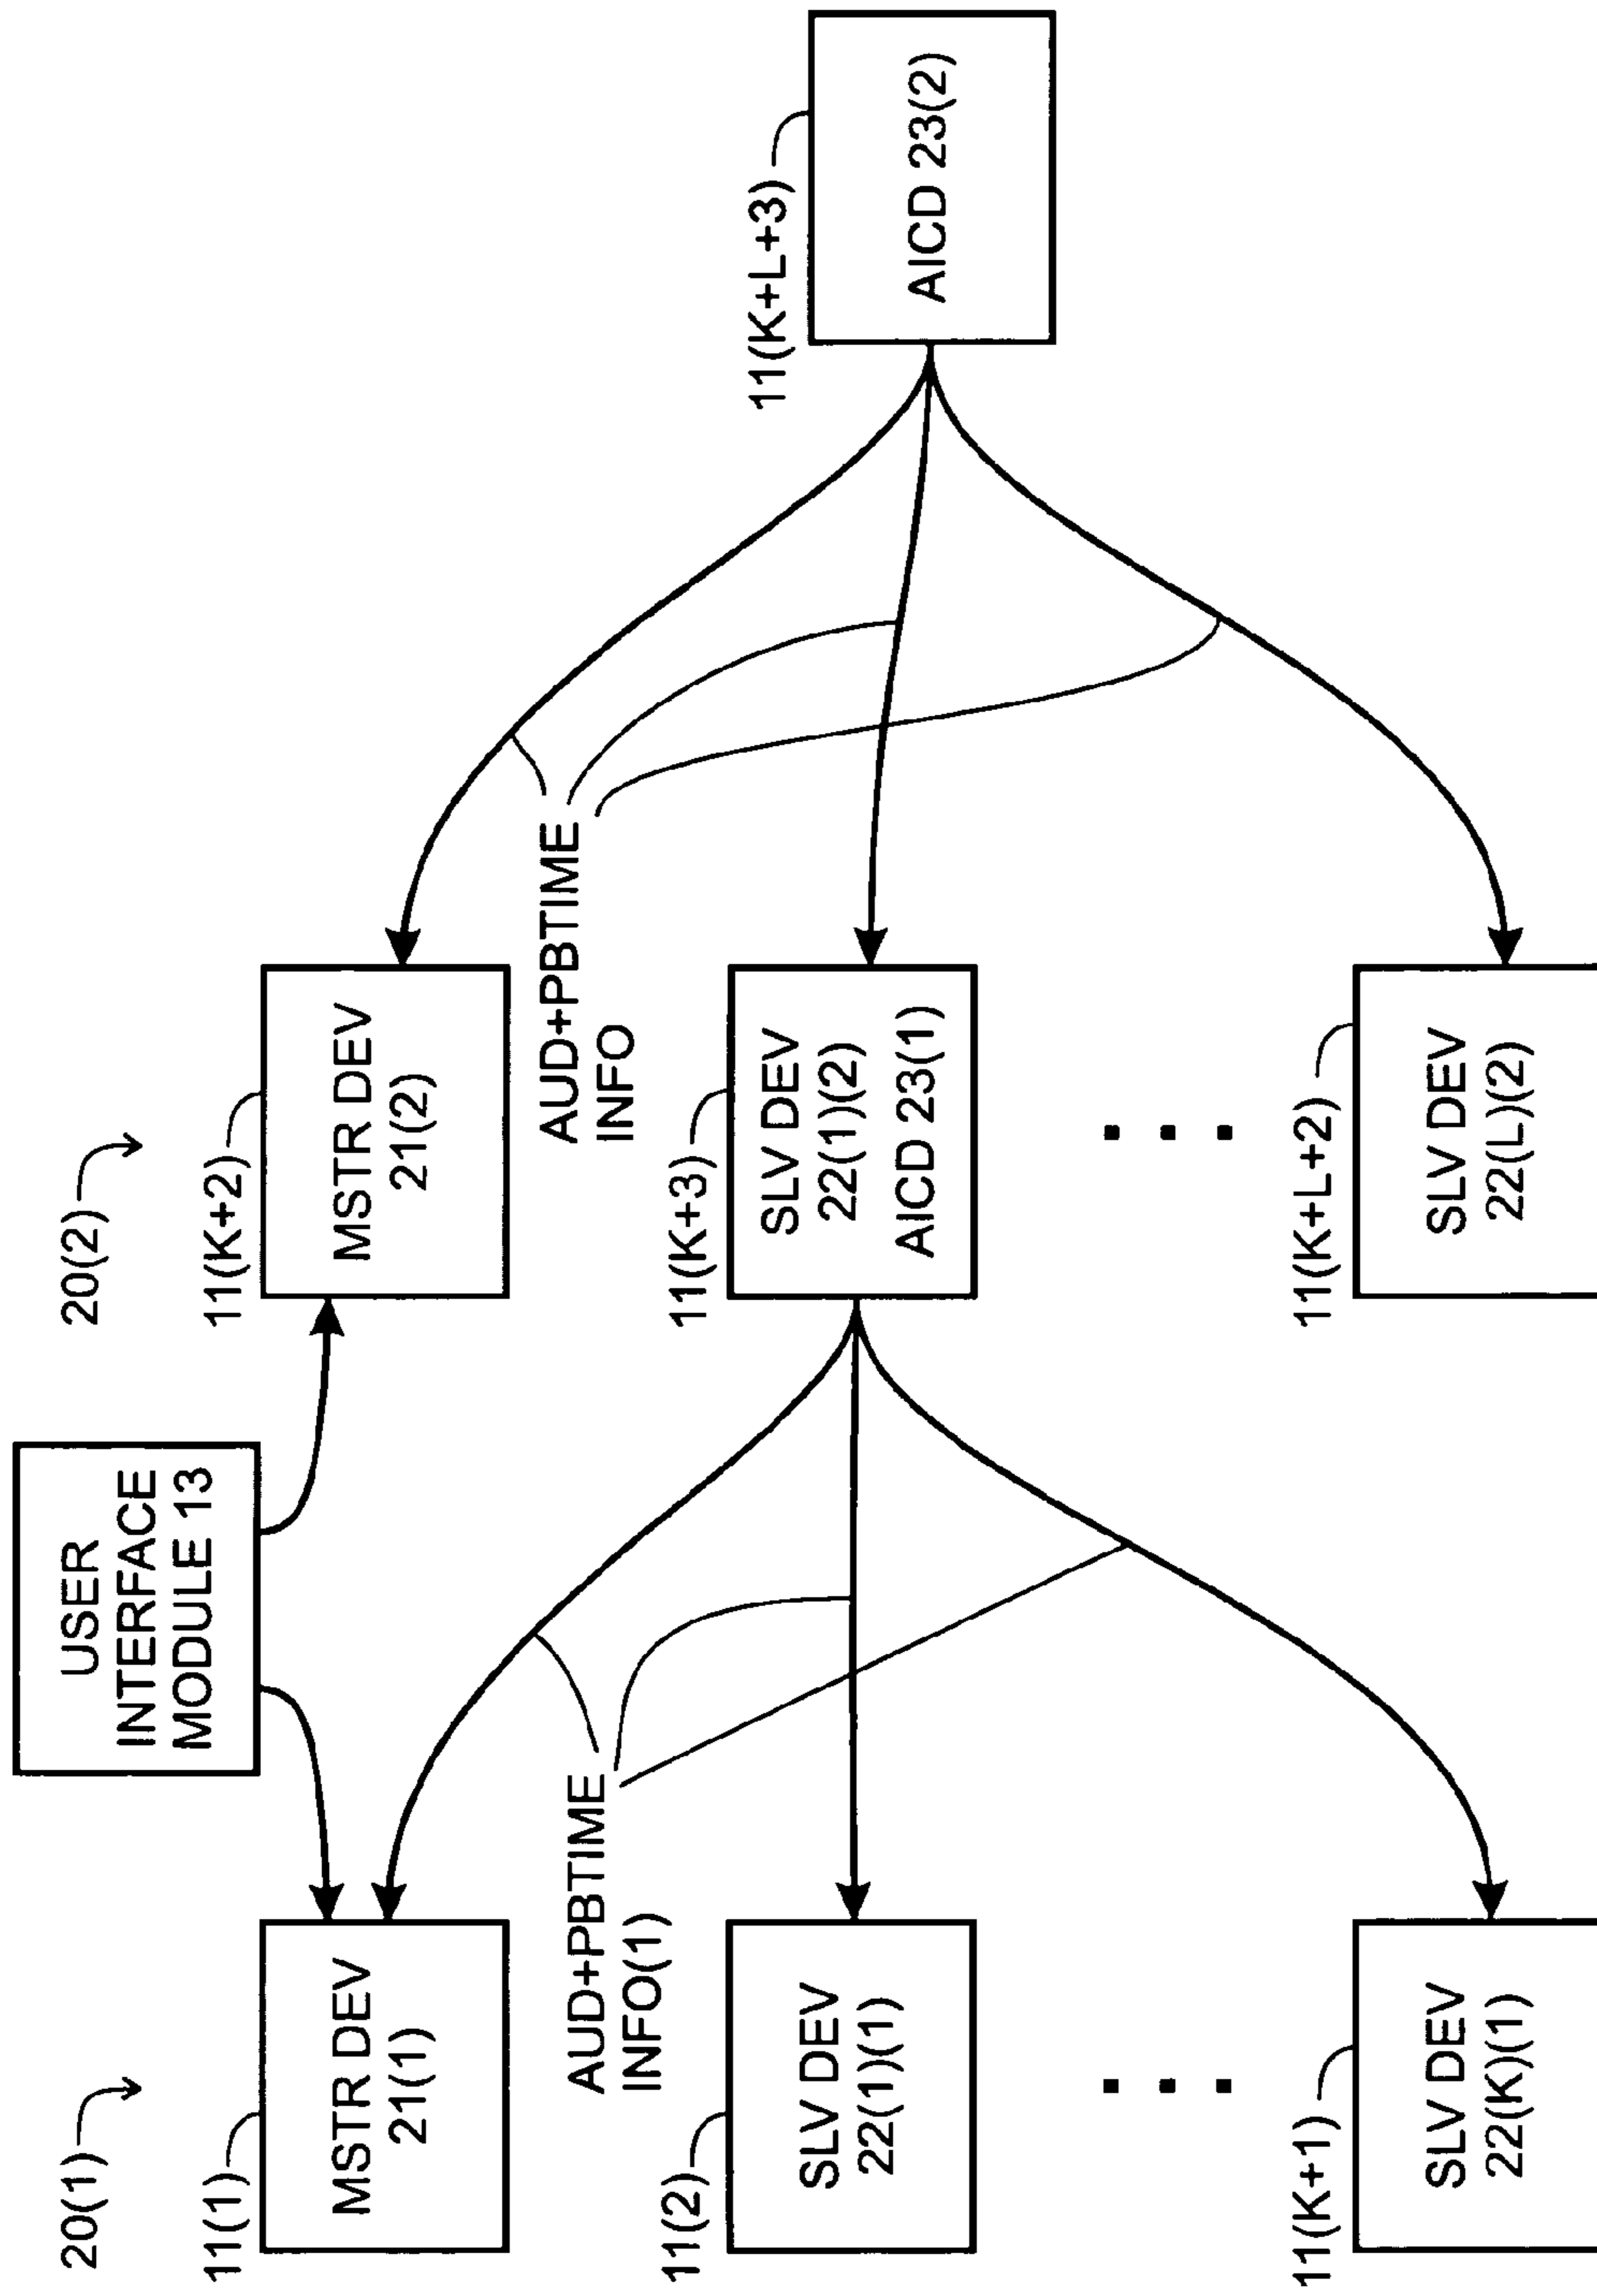 USER
INTERFACE
MODULE 13
20(1)
20(2)
11(1)
MSTR DEV
21(1)
11(K+2)
MSTR DEV
21(2)
AUD+PBTIME
INFO(1)
AUD+PBTIME
INFO
11(2)
SLV DEV
22(1)(1)
11(K+3)
SLV DEV
22(1)(2)
AICD 23(1)
11(K+L+3)
AICD 23(2)
11(K+1)
SLV DEV
22(K)(1)
11(K+L+2)
SLV DEV
22(L)(2)